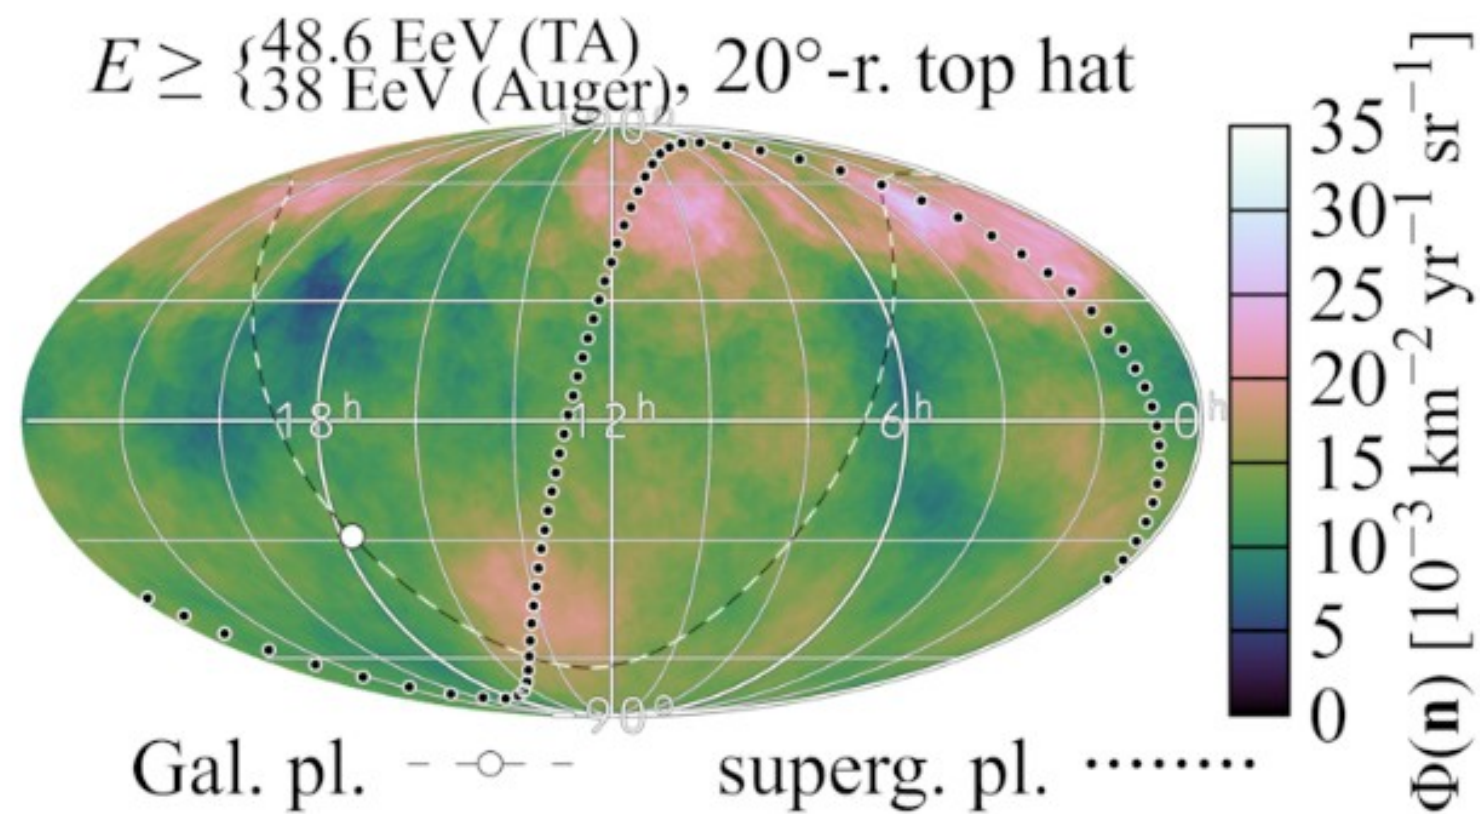 E ≥ {48.6 EeV (TA)
{38 EeV (Auger), 20°-r. top hat
+90°
18ʰ 12ʰ 6ʰ 0ʰ
-90°
35
30
25
20
15
10
5
0
Φ(n) [10⁻³ km⁻² yr⁻¹ sr⁻¹]
Gal. pl. superg. pl.